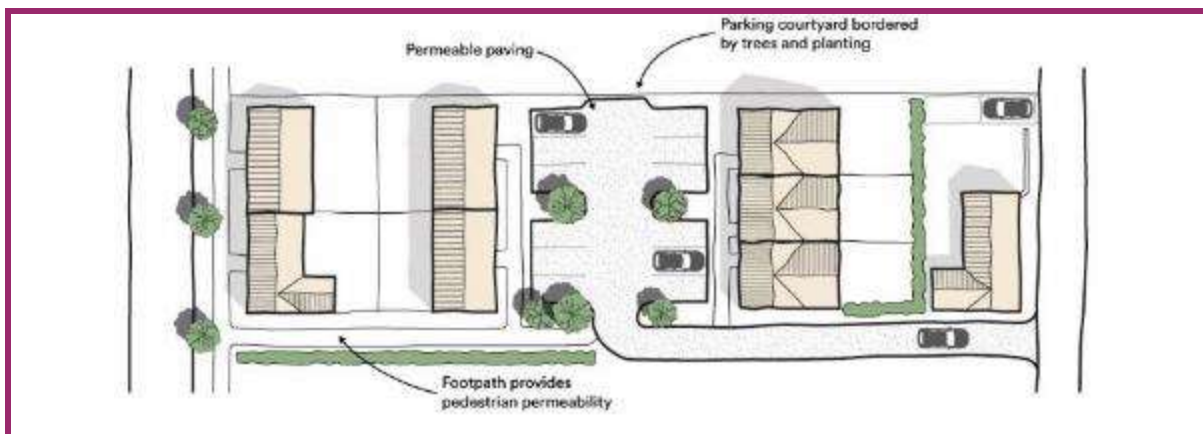 Parking courtyard bordered
by trees and planting
Permeable paving
Footpath provides
pedestrian permeability